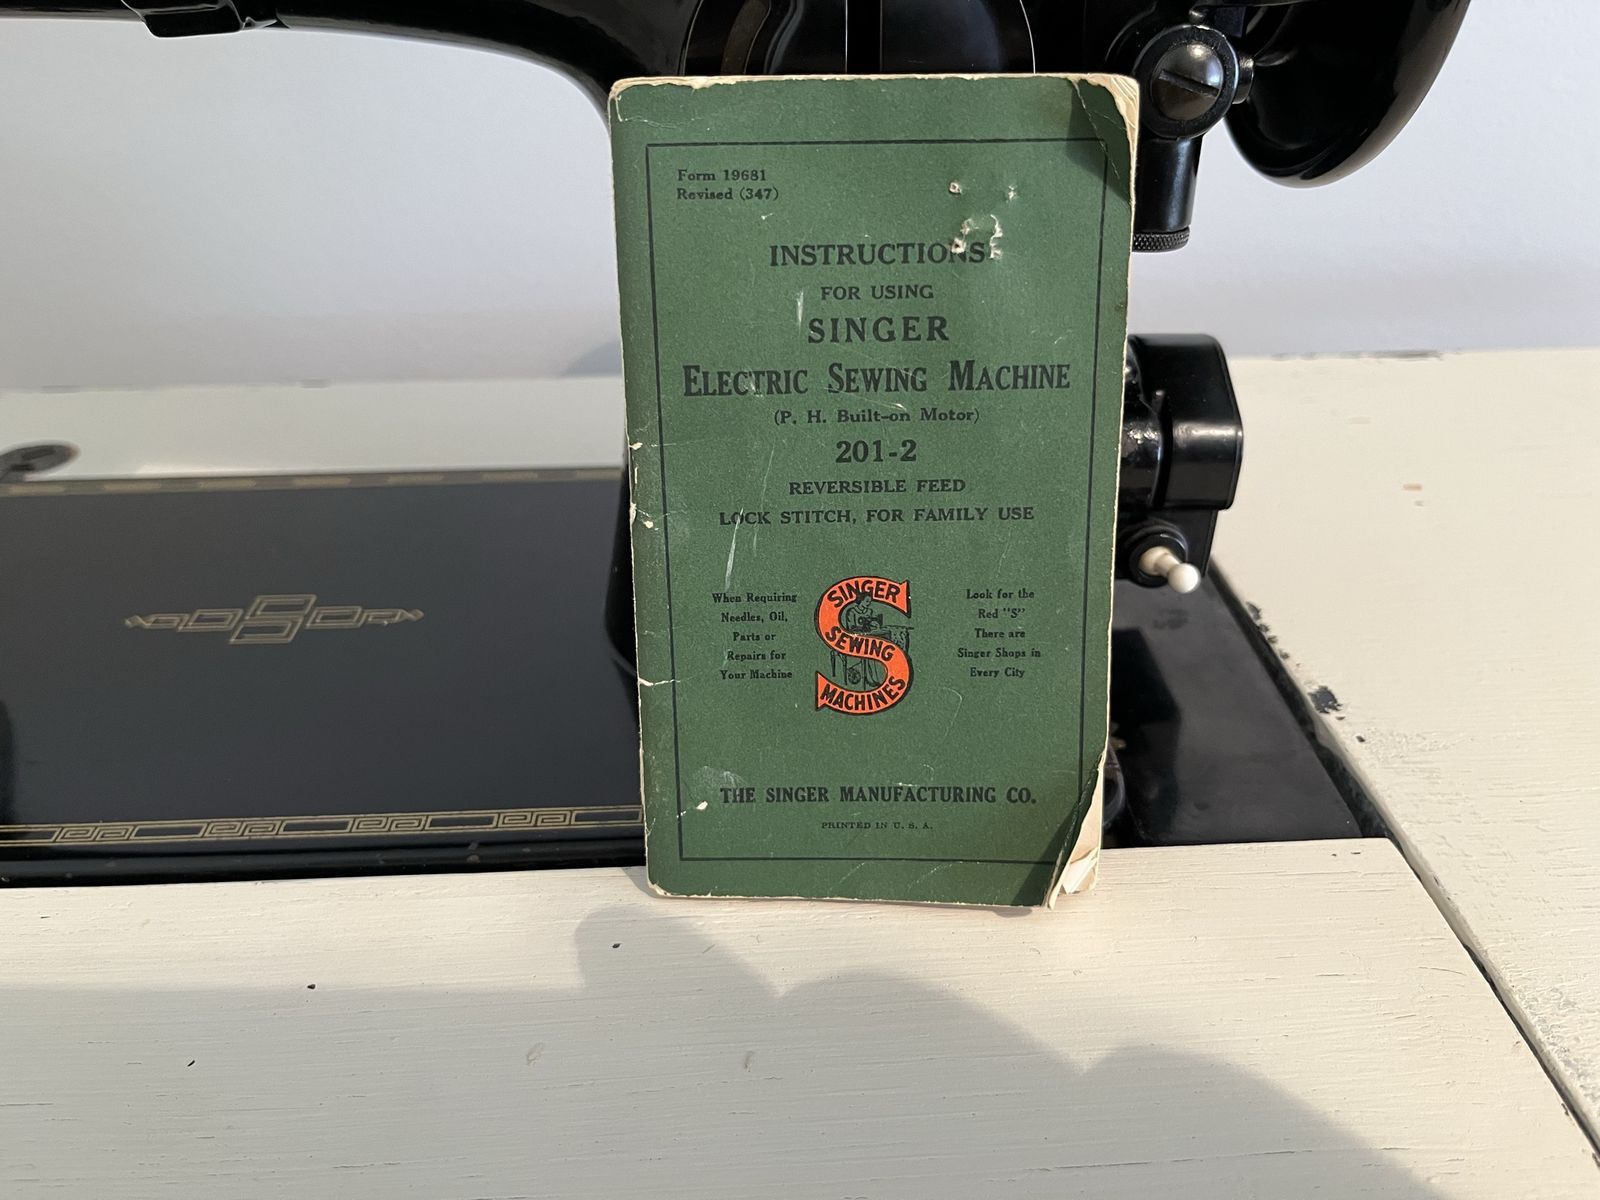 Form 19681
Revised (347)
INSTRUCTIONS
FOR USING
SINGER
ELECTRIC SEWING MACHINE
(P. H. Built-on Motor)
201-2
REVERSIBLE FEED
LOCK STITCH, FOR FAMILY USE
When Requiring
Needles, Oil,
Parts or
Repairs for
Your Machine
SINGER
SEWING
MACHINES
Look for the
Red "S"
There are
Singer Shops in
Every City
THE SINGER MANUFACTURING CO.
PRINTED IN U. S. A.